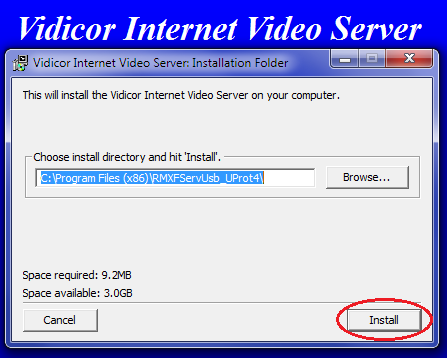 Vidicor Internet Video Server
Vidicor Internet Video Server: Installation Folder
This will install the Vidicor Internet Video Server on your computer.
Choose install directory and hit 'Install'.
C:\Program Files (x86)\RMXFServUsb_UProt4\
Browse...
Space required: 9.2MB
Space available: 3.0GB
Cancel
Install